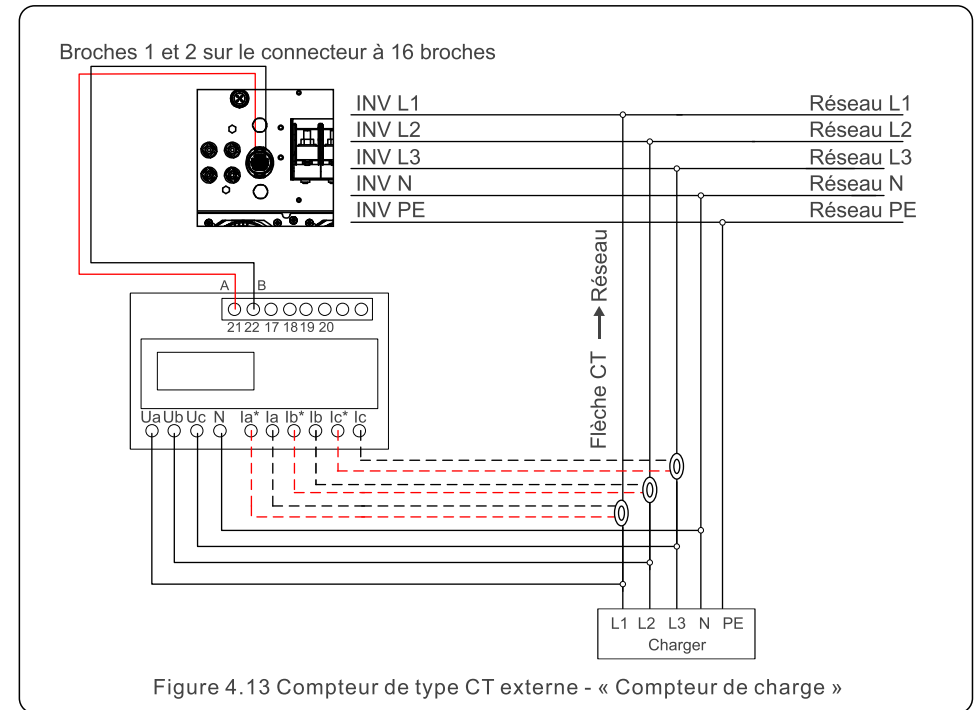 Broches 1 et 2 sur le connecteur à 16 broches
INV L1 Réseau L1
INV L2 Réseau L2
INV L3 Réseau L3
INV N Réseau N
INV PE Réseau PE
Flèche CT → Réseau
A B
21 22 17 18 19 20
Ua Ub Uc N Ia* Ia Ib* Ib Ic* Ic
L1 L2 L3 N PE
Charger
Figure 4.13 Compteur de type CT externe - « Compteur de charge »